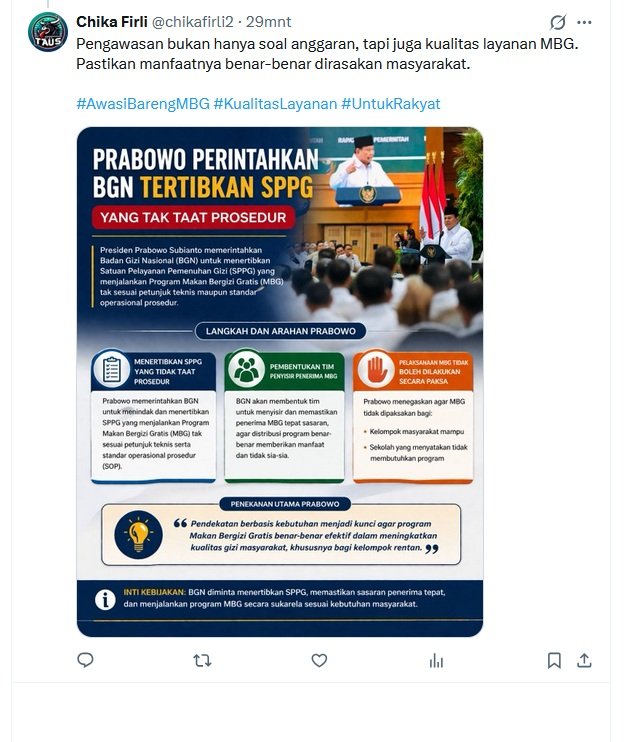 TAUS
Chika Firli @chikafirli2 · 29mnt
Pengawasan bukan hanya soal anggaran, tapi juga kualitas layanan MBG.
Pastikan manfaatnya benar-benar dirasakan masyarakat.
#AwasiBarengMBG #KualitasLayanan #UntukRakyat
PRABOWO PERINTAHKAN
BGN TERTIBKAN SPPG
YANG TAK TAAT PROSEDUR
Presiden Prabowo Subianto memerintahkan
Badan Gizi Nasional (BGN) untuk menertibkan
Satuan Pelayanan Pemenuhan Gizi (SPPG) yang
menjalankan Program Makan Bergizi Gratis (MBG)
tak sesuai petunjuk teknis maupun standar
operasional prosedur.
LANGKAH DAN ARAHAN PRABOWO
MENERTIBKAN SPPG
YANG TIDAK TAAT
PROSEDUR
Prabowo memerintahkan BGN
untuk menindak dan menertibkan
SPPG yang menjalankan Program
Makan Bergizi Gratis (MBG) tak
sesuai petunjuk teknis serta
standar operasional prosedur
(SOP).
PEMBENTUKAN TIM
PENYISIR PENERIMA MBG
BGN akan membentuk tim
untuk menyisir dan memastikan
penerima MBG tepat sasaran,
agar distribusi program benar-
benar memberikan manfaat
dan tidak sia-sia.
PELAKSANAAN MBG TIDAK
BOLEH DILAKUKAN
SECARA PAKSA
Prabowo menegaskan agar MBG
tidak dipaksakan bagi:
• Kelompok masyarakat mampu
• Sekolah yang menyatakan tidak
membutuhkan program
PENEKANAN UTAMA PRABOWO
“ Pendekatan berbasis kebutuhan menjadi kunci agar program
Makan Bergizi Gratis benar-benar efektif dalam meningkatkan
kualitas gizi masyarakat, khususnya bagi kelompok rentan. ”
INTI KEBIJAKAN: BGN diminta menertibkan SPPG, memastikan sasaran penerima tepat,
dan menjalankan program MBG secara sukarela sesuai kebutuhan masyarakat.